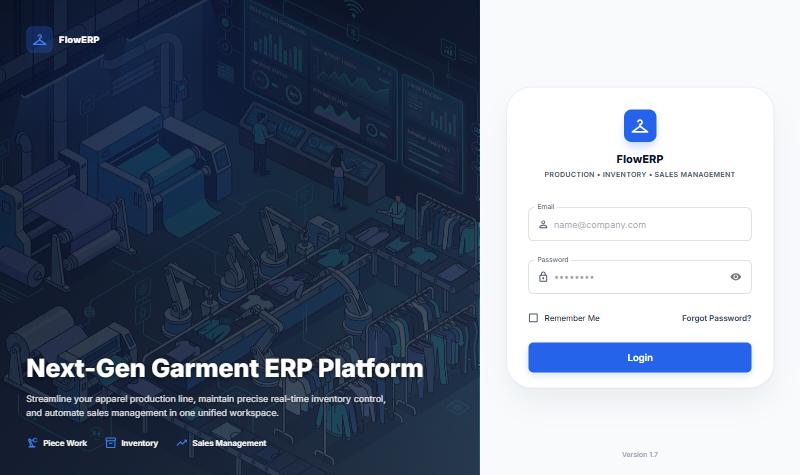 FlowERP
Next-Gen Garment ERP Platform
Streamline your apparel production line, maintain precise real-time inventory control,
and automate sales management in one unified workspace.
Piece Work
Inventory
Sales Management
FlowERP
PRODUCTION • INVENTORY • SALES MANAGEMENT
Email
name@company.com
Password
••••••••
Remember Me
Forgot Password?
Login
Version 1.7